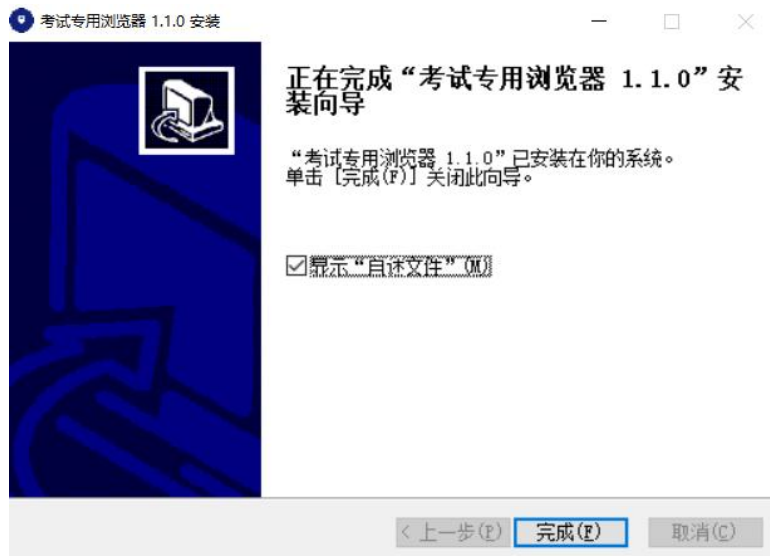 考试专用浏览器 1.1.0 安装
正在完成“考试专用浏览器 1.1.0”安
装向导
“考试专用浏览器 1.1.0”已安装在你的系统。
单击 [完成(F)] 关闭此向导。
显示“自述文件”(M)
< 上一步(P) 完成(F) 取消(C)